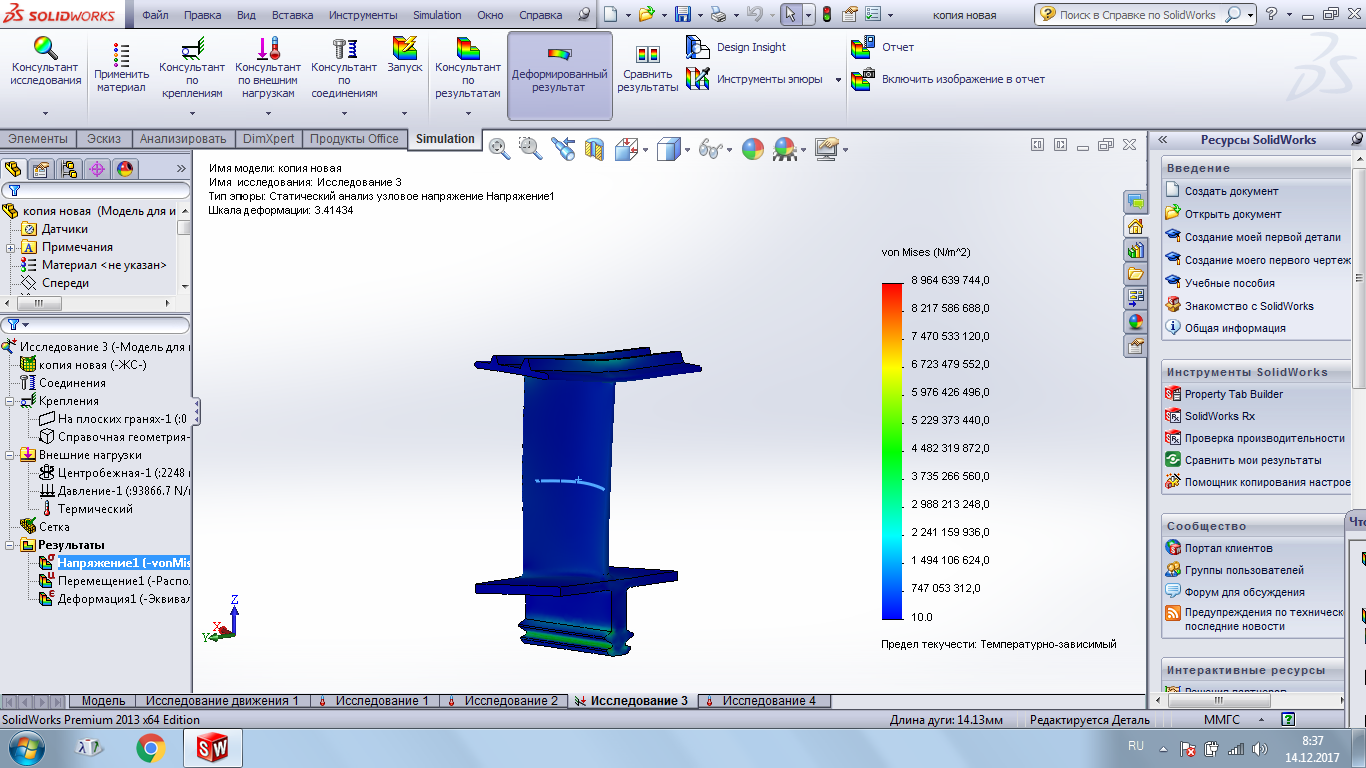 SOLIDWORKS
Файл Правка Вид Вставка Инструменты Simulation Окно Справка
копия новая
Поиск в Справке по SolidWorks
Консультант исследования
Применить материал
Консультант по креплениям
Консультант по внешним нагрузкам
Консультант по соединениям
Запуск
Консультант по результатам
Деформированный результат
Сравнить результаты
Design Insight
Инструменты эпюры
Отчет
Включить изображение в отчет
Элементы Эскиз Анализировать DimXpert Продукты Office Simulation
копия новая (Модель для и
Датчики
Примечания
Материал <не указан>
Спереди
Исследование 3 (-Модель для и
копия новая (-ЖС-)
Соединения
Крепления
На плоских гранях-1 (:0
Справочная геометрия-
Внешние нагрузки
Центробежная-1 (:2248
Давление-1 (:93866.7 N/
Термический
Сетка
Результаты
Напряжение1 (-vonMis
Перемещение1 (-Распо.
Деформация1 (-Эквивал
Имя модели: копия новая
Имя исследования: Исследование 3
Тип эпюры: Статический анализ узловое напряжение Напряжение1
Шкала деформации: 3.41434
von Mises (N/m^2)
8 964 639 744,0
8 217 586 688,0
7 470 533 120,0
6 723 479 552,0
5 976 426 496,0
5 229 373 440,0
4 482 319 872,0
3 735 266 560,0
2 988 213 248,0
2 241 159 936,0
1 494 106 624,0
747 053 312,0
10.0
Предел текучести: Температурно-зависимый
Z
X
Y
Ресурсы SolidWorks
Введение
Создать документ
Открыть документ
Создание моей первой детали
Создание моего первого чертеж
Учебные пособия
Знакомство с SolidWorks
Общая информация
Инструменты SolidWorks
Property Tab Builder
SolidWorks Rx
Проверка производительности
Сравнить мои результаты
Помощник копирования настрое
Сообщество
Портал клиентов
Группы пользователей
Форум для обсуждения
Предупреждения по техническ
последние новости
Интерактивные ресурсы
Что
Модель Исследование движения 1 Исследование 1 Исследование 2 Исследование 3 Исследование 4
SolidWorks Premium 2013 x64 Edition
Длина дуги: 14.13мм Редактируется Деталь ММГС
RU
8:37
14.12.2017